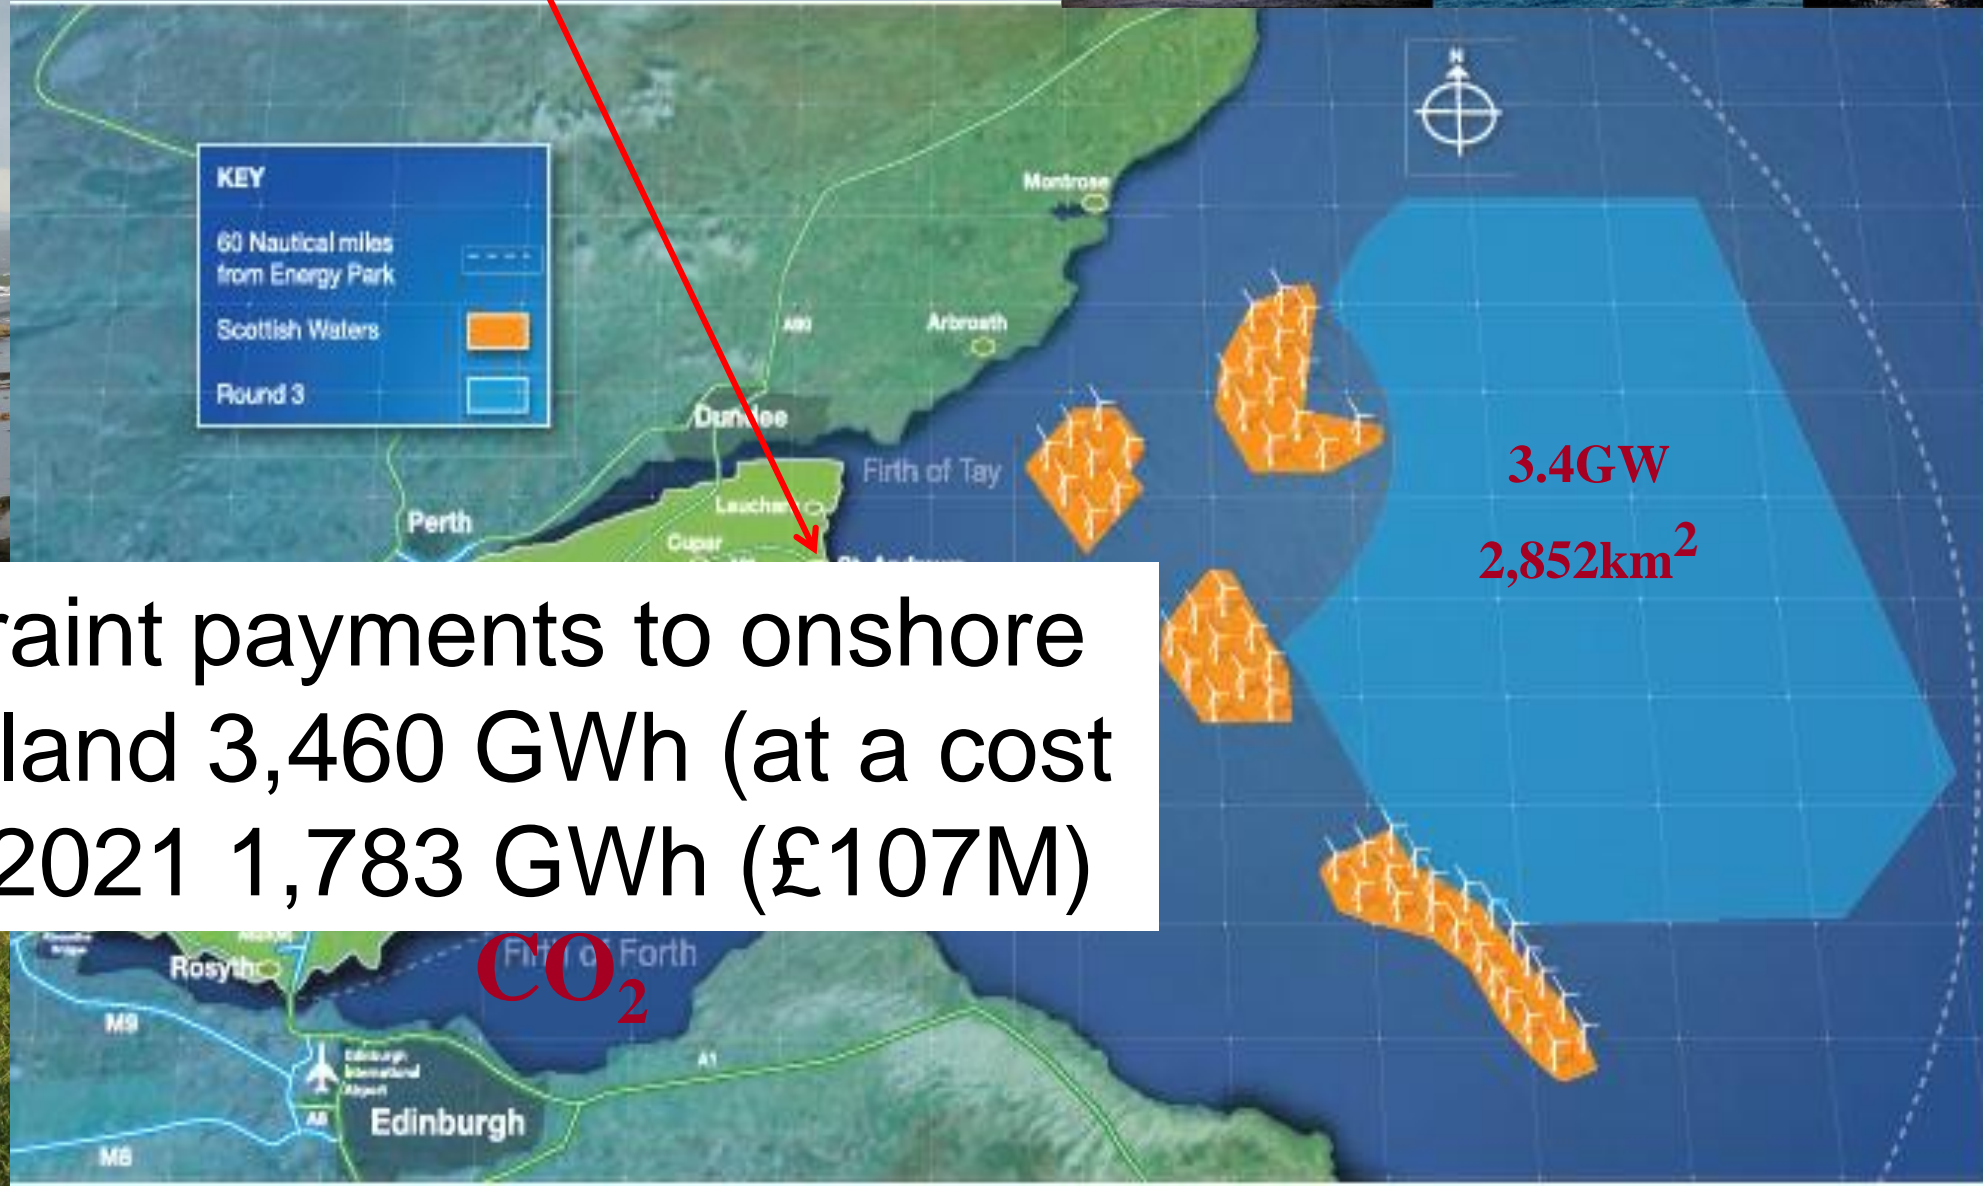 N
KEY
60 Nautical miles
from Energy Park
Scottish Waters
Round 3
Montrose
A90
Arbroath
Dundee
Firth of Tay
3.4GW
2,852km²
Perth
Leuchars
Cupar
raint payments to onshore
land 3,460 GWh (at a cost
2021 1,783 GWh (£107M)
Firth of Forth
CO₂
Rosyth
M9
Edinburgh
International
Airport
A1
A8
Edinburgh
M8